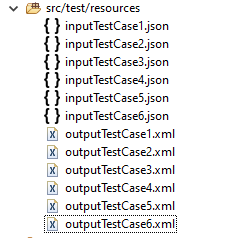 src/test/resources
{} inputTestCase1.json
{} inputTestCase2.json
{} inputTestCase3.json
{} inputTestCase4.json
{} inputTestCase5.json
{} inputTestCase6.json
X outputTestCase1.xml
X outputTestCase2.xml
X outputTestCase3.xml
X outputTestCase4.xml
X outputTestCase5.xml
X outputTestCase6.xml